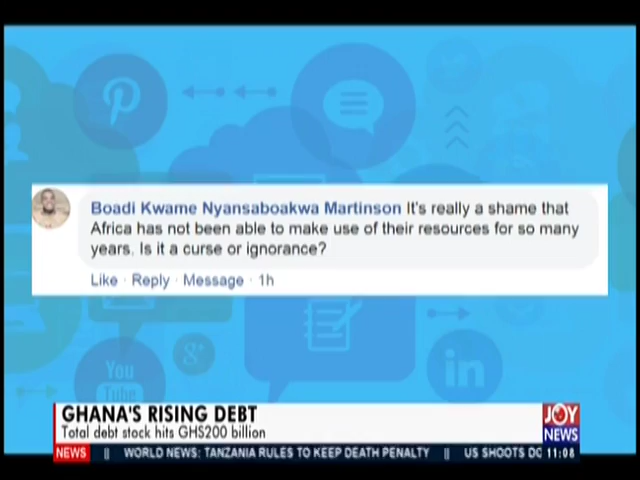 Boadi Kwame Nyansaboakwa Martinson It's really a shame that
Africa has not been able to make use of their resources for so many
years. Is it a curse or ignorance?
Like · Reply · Message · 1h
You
Tube
g+
in
GHANA'S RISING DEBT
Total debt stock hits GHS200 billion
JOY
NEWS
NEWS || WORLD NEWS: TANZANIA RULES TO KEEP DEATH PENALTY || US SHOOTS DO 11:08